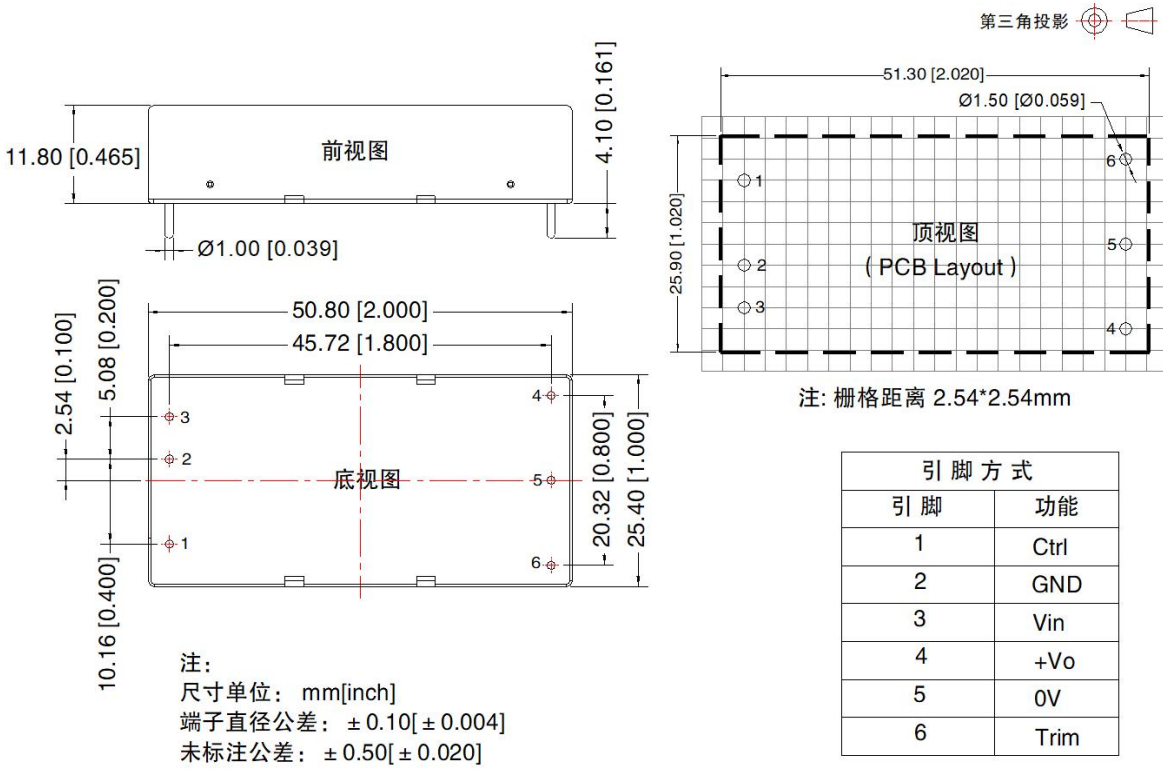 第三角投影
11.80 [0.465]
前视图
4.10 [0.161]
Ø1.00 [0.039]
51.30 [2.020]
Ø1.50 [Ø0.059]
25.90 [1.020]
1
2
3
6
5
4
顶视图
( PCB Layout )
注: 栅格距离 2.54*2.54mm
50.80 [2.000]
45.72 [1.800]
2.54 [0.100]
5.08 [0.200]
10.16 [0.400]
3
2
1
4
5
6
底视图
20.32 [0.800]
25.40 [1.000]
注:
尺寸单位: mm[inch]
端子直径公差: ±0.10[±0.004]
未标注公差: ±0.50[±0.020]
引脚方式
引脚 功能
1 Ctrl
2 GND
3 Vin
4 +Vo
5 0V
6 Trim